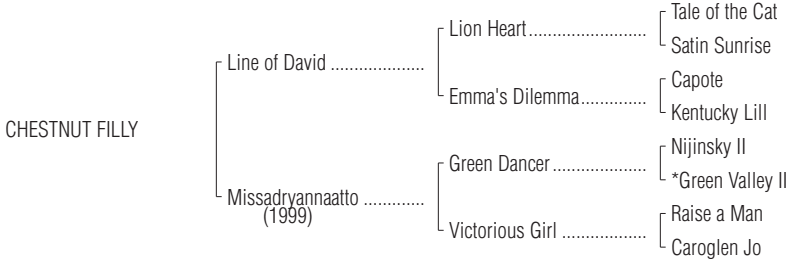 Tale of the Cat
Lion Heart........................
Satin Sunrise
Line of David ....................
Capote
Emma's Dilemma..............
Kentucky Lill
CHESTNUT FILLY
Nijinsky II
Green Dancer....................
*Green Valley II
Missadryannaatto .............
(1999)
Raise a Man
Victorious Girl ..................
Caroglen Jo